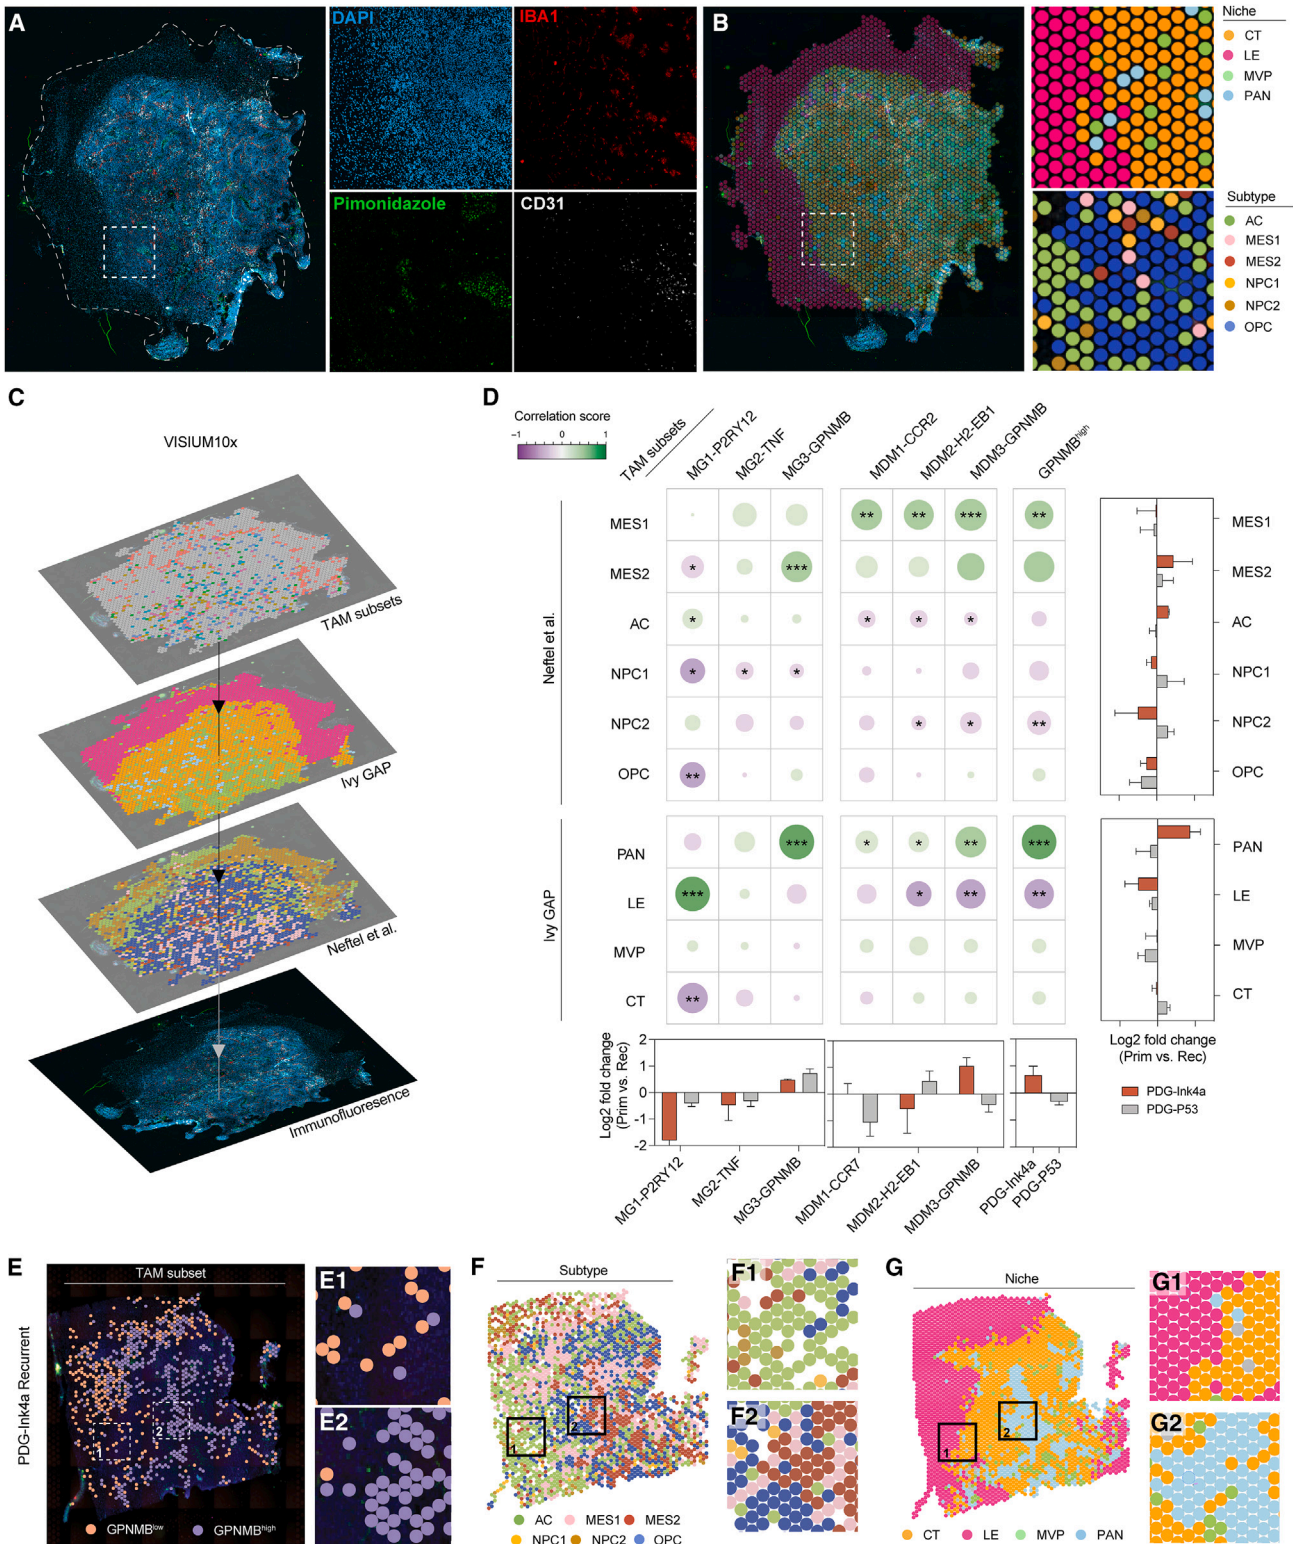 A
DAPI
IBA1
Pimonidazole
CD31
B
Niche
CT
LE
MVP
PAN
Subtype
AC
MES1
MES2
NPC1
NPC2
OPC
C
VISIUM10x
TAM subsets
Ivy GAP
Neftel et al.
Immunofluoresence
D
Correlation score
−1 0 1
TAM subsets
MG1-P2RY12
MG2-TNF
MG3-GPNMB
MDM1-CCR2
MDM2-H2-EB1
MDM3-GPNMB
GPNMBhigh
Neftel et al.
MES1 ** ** *** ** MES1
MES2 * *** MES2
AC * * * * AC
NPC1 * * * NPC1
NPC2 * * ** NPC2
OPC ** OPC
Ivy GAP
PAN *** * * ** *** PAN
LE *** * ** ** LE
MVP MVP
CT ** CT
Log2 fold change
(Prim vs. Rec)
PDG-Ink4a
PDG-P53
Log2 fold change
(Prim vs. Rec)
2
1
0
-1
-2
MG1-P2RY12
MG2-TNF
MG3-GPNMB
MDM1-CCR7
MDM2-H2-EB1
MDM3-GPNMB
PDG-Ink4a
PDG-P53
E
PDG-Ink4a Recurrent
TAM subset
1
2
GPNMBlow GPNMBhigh
E1
E2
F
Subtype
1
2
AC MES1 MES2
NPC1 NPC2 OPC
F1
F2
G
Niche
1
2
CT LE MVP PAN
G1
G2